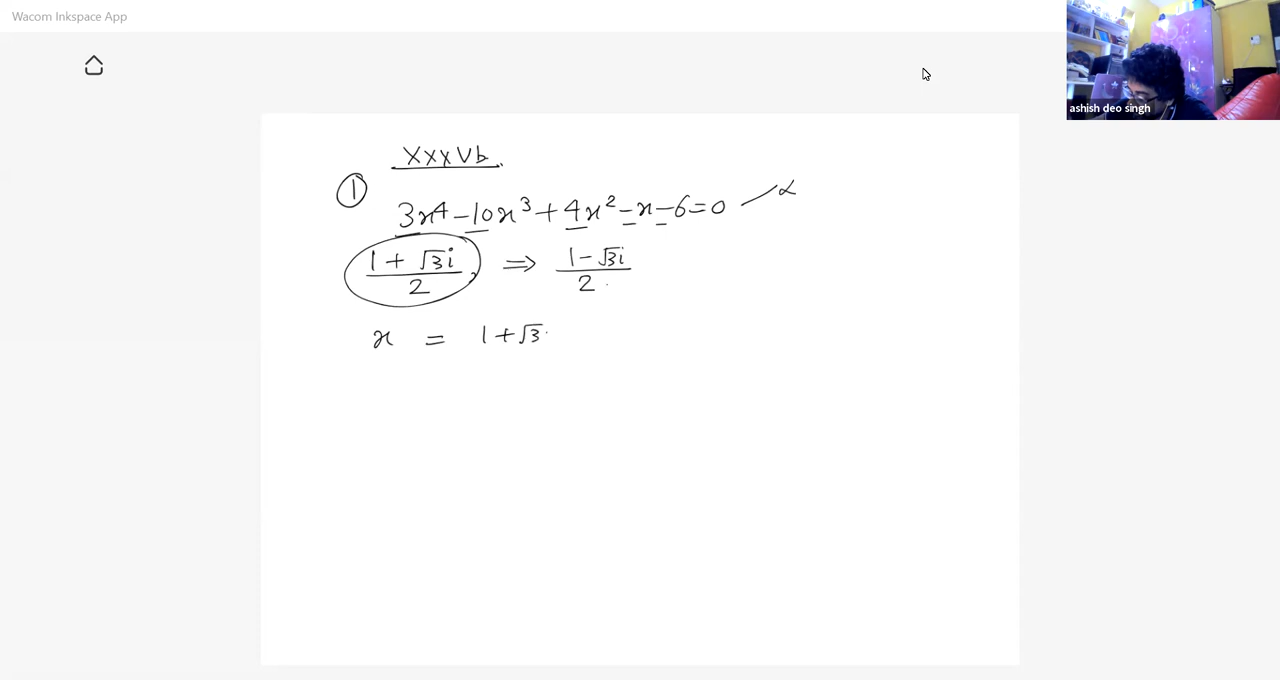 Wacom Inkspace App
ashish deo singh
XxxVb.
① 3x⁴ - 10x³ + 4x² - x - 6 = 0 α
(1 + √3i)/2 , ⇒ (1 - √3i)/2 .
x = 1 + √3